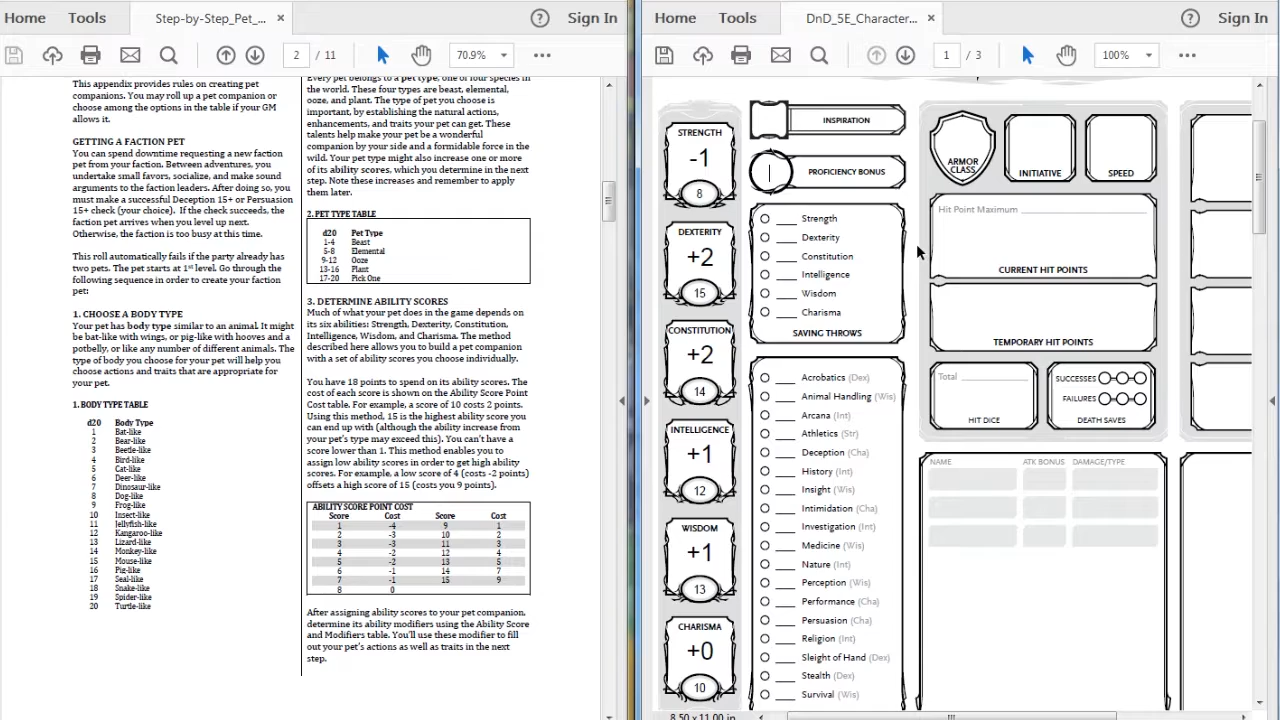 Home
Tools
Step-by-Step_Pet_...
×
?
Sign In
2 / 11
70.9%
This appendix provides rules on creating pet
companions. You may roll up a pet companion or
choose among the options in the table if your GM
allows it.
GETTING A FACTION PET
You can spend downtime requesting a new faction
pet from your faction. Between adventures, you
undertake small favors, socialize, and make sound
arguments to the faction leaders. After doing so, you
must make a successful Deception 15+ or Persuasion
15+ check (your choice). If the check succeeds, the
faction pet arrives when you level up next.
Otherwise, the faction is too busy at this time.
This roll automatically fails if the party already has
two pets. The pet starts at 1st level. Go through the
following sequence in order to create your faction
pet:
1. CHOOSE A BODY TYPE
Your pet has body type similar to an animal. It might
be bat-like with wings, or pig-like with hooves and a
potbelly, or like any number of different animals. The
type of body you choose for your pet will help you
choose actions and traits that are appropriate for
your pet.
1. BODY TYPE TABLE
d20 Body Type
1 Bat-like
2 Bear-like
3 Beetle-like
4 Bird-like
5 Cat-like
6 Deer-like
7 Dinosaur-like
8 Dog-like
9 Frog-like
10 Insect-like
11 Jellyfish-like
12 Kangaroo-like
13 Lizard-like
14 Monkey-like
15 Mouse-like
16 Pig-like
17 Seal-like
18 Snake-like
19 Spider-like
20 Turtle-like
Every pet belongs to a pet type, one of four species in
the world. These four types are beast, elemental,
ooze, and plant. The type of pet you choose is
important, by establishing the natural actions,
enhancements, and traits your pet can get. These
talents help make your pet be a wonderful
companion by your side and a formidable force in the
wild. Your pet type might also increase one or more
of its ability scores, which you determine in the next
step. Note these increases and remember to apply
them later.
2. PET TYPE TABLE
d20 Pet Type
1-4 Beast
5-8 Elemental
9-12 Ooze
13-16 Plant
17-20 Pick One
3. DETERMINE ABILITY SCORES
Much of what your pet does in the game depends on
its six abilities: Strength, Dexterity, Constitution,
Intelligence, Wisdom, and Charisma. The method
described here allows you to build a pet companion
with a set of ability scores you choose individually.
You have 18 points to spend on its ability scores. The
cost of each score is shown on the Ability Score Point
Cost table. For example, a score of 10 costs 2 points.
Using this method, 15 is the highest ability score you
can end up with (although the ability increase from
your pet's type may exceed this). You can't have a
score lower than 1. This method enables you to
assign low ability scores in order to get high ability
scores. For example, a low score of 4 (costs -2 points)
offsets a high score of 15 (costs you 9 points).
ABILITY SCORE POINT COST
Score Cost Score Cost
1 -4 9 1
2 -3 10 2
3 -3 11 3
4 -2 12 4
5 -2 13 5
6 -1 14 7
7 -1 15 9
8 0
After assigning ability scores to your pet companion,
determine its ability modifiers using the Ability Score
and Modifiers table. You'll use these modifier to fill
out your pet's actions as well as traits in the next
step.
Home
Tools
DnD_5E_Character...
×
?
Sign In
1 / 3
100%
STRENGTH
-1
8
DEXTERITY
+2
15
CONSTITUTION
+2
14
INTELLIGENCE
+1
12
WISDOM
+1
13
CHARISMA
+0
10
INSPIRATION
PROFICIENCY BONUS
Strength
Dexterity
Constitution
Intelligence
Wisdom
Charisma
SAVING THROWS
Acrobatics (Dex)
Animal Handling (Wis)
Arcana (Int)
Athletics (Str)
Deception (Cha)
History (Int)
Insight (Wis)
Intimidation (Cha)
Investigation (Int)
Medicine (Wis)
Nature (Int)
Perception (Wis)
Performance (Cha)
Persuasion (Cha)
Religion (Int)
Sleight of Hand (Dex)
Stealth (Dex)
Survival (Wis)
ARMOR
CLASS
INITIATIVE
SPEED
Hit Point Maximum
CURRENT HIT POINTS
TEMPORARY HIT POINTS
Total
HIT DICE
SUCCESSES
FAILURES
DEATH SAVES
NAME ATK BONUS DAMAGE/TYPE
8.50 x 11.00 in